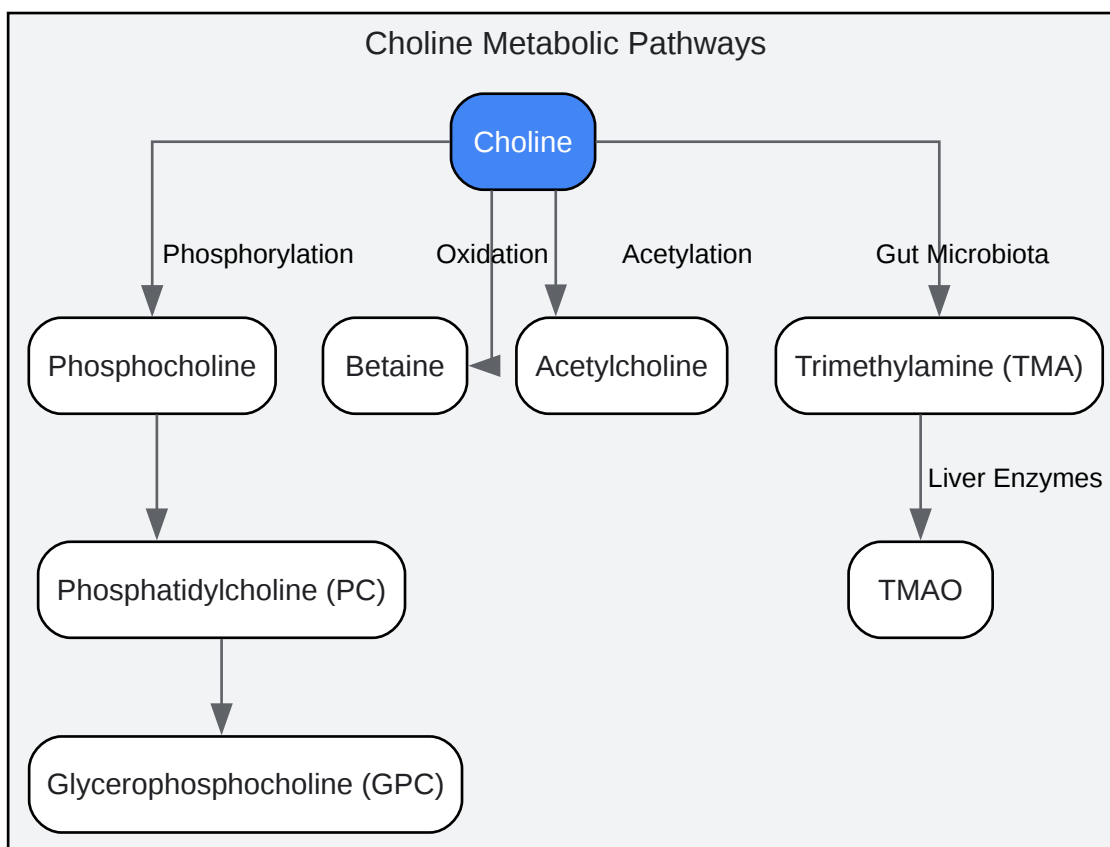 Choline Metabolic Pathways
Choline
Phosphorylation
Oxidation
Acetylation
Gut Microbiota
Phosphocholine
Betaine
Acetylcholine
Trimethylamine (TMA)
Liver Enzymes
Phosphatidylcholine (PC)
TMAO
Glycerophosphocholine (GPC)